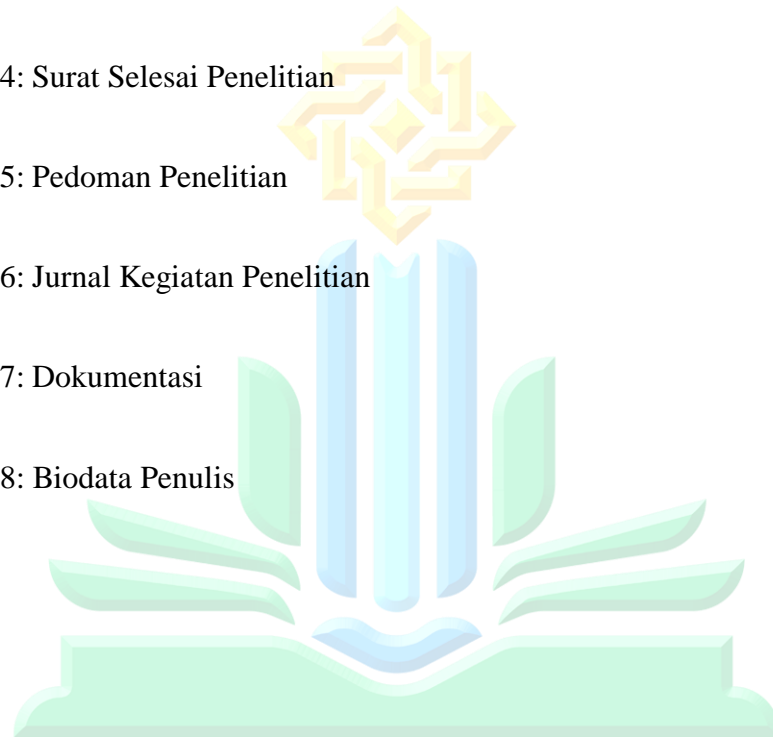 4: Surat Selesai Penelitian
5: Pedoman Penelitian
6: Jurnal Kegiatan Penelitian
7: Dokumentasi
8: Biodata Penulis